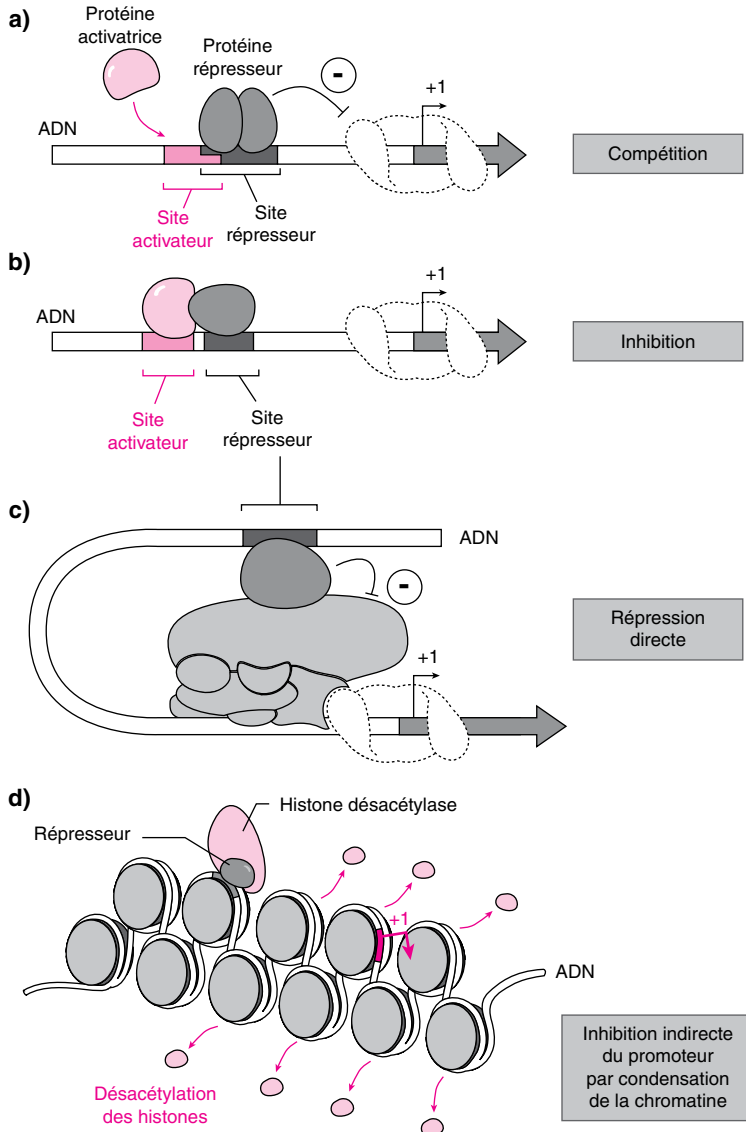 a)
Protéine
activatrice
Protéine
répresseur
-
+1
ADN
Compétition
Site
activateur
Site
répresseur
b)
+1
ADN
Inhibition
Site
activateur
Site
répresseur
c)
ADN
-
Répression
directe
+1
d)
Histone désacétylase
Répresseur
+1
ADN
Inhibition indirecte
du promoteur
par condensation
de la chromatine
Désacétylation
des histones